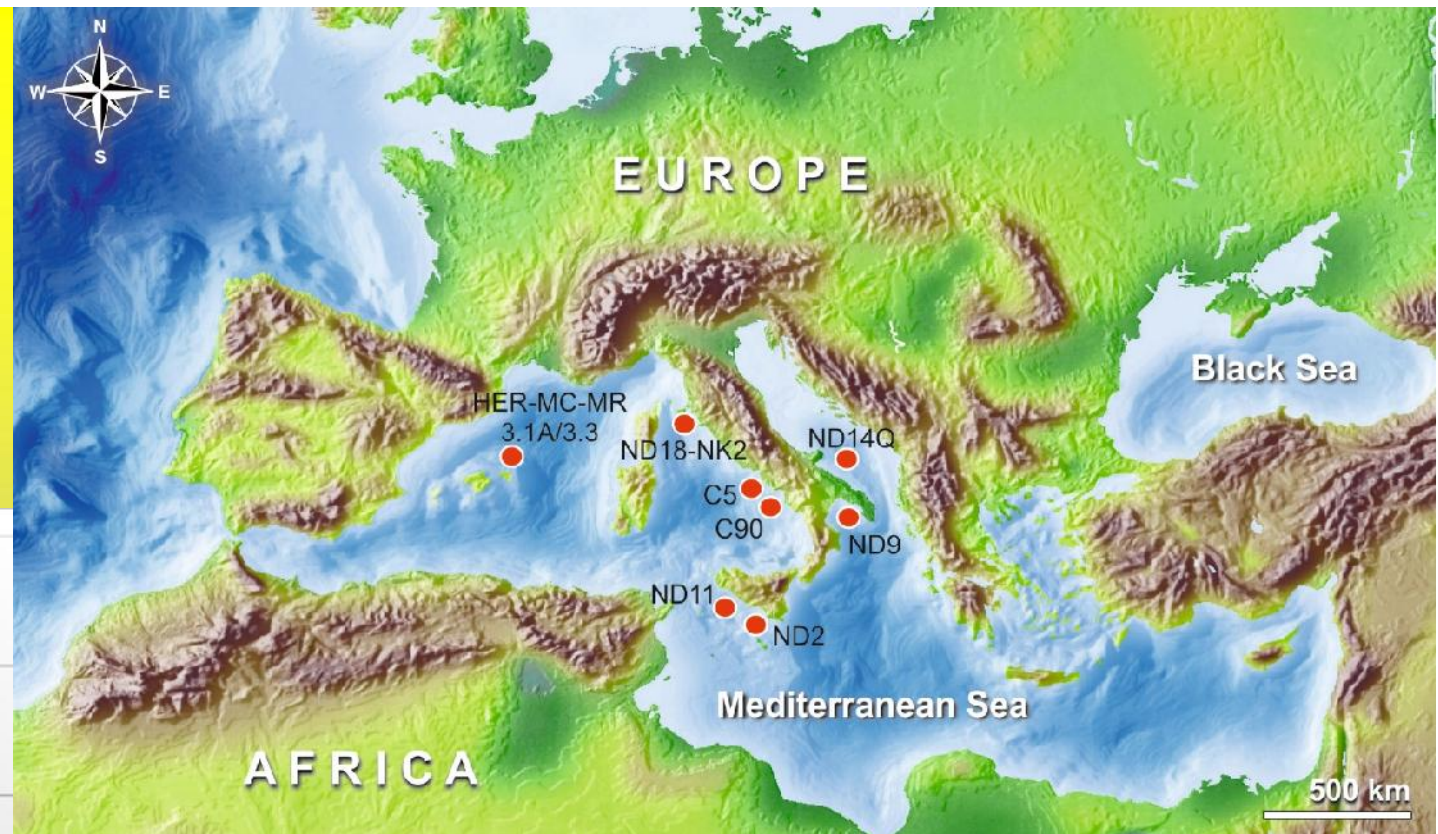 N
W E
S
EUROPE
Black Sea
HER-MC-MR
3.1A/3.3
ND18-NK2
ND14Q
C5
C90
ND9
ND11
ND2
Mediterranean Sea
AFRICA
500 km